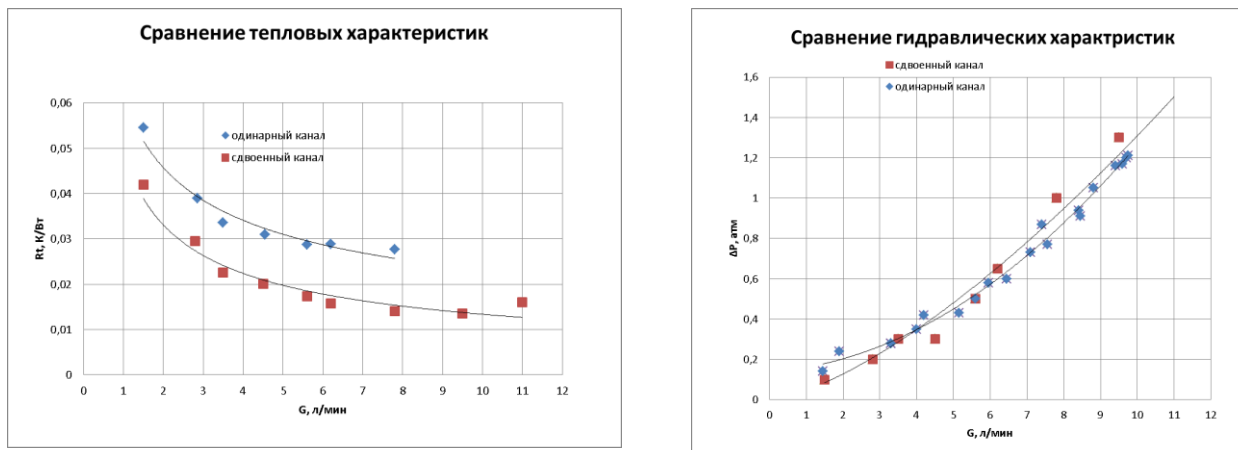 Сравнение тепловых характеристик
0,06
0,05
0,04
0,03
0,02
0,01
0
Rt, К/Вт
одинарный канал
сдвоенный канал
0 1 2 3 4 5 6 7 8 9 10 11 12
G, л/мин
Сравнение гидравлических харктристик
сдвоенный канал
одинарный канал
1,6
1,4
1,2
1
0,8
0,6
0,4
0,2
0
ΔP, атм
0 1 2 3 4 5 6 7 8 9 10 11 12
G, л/мин